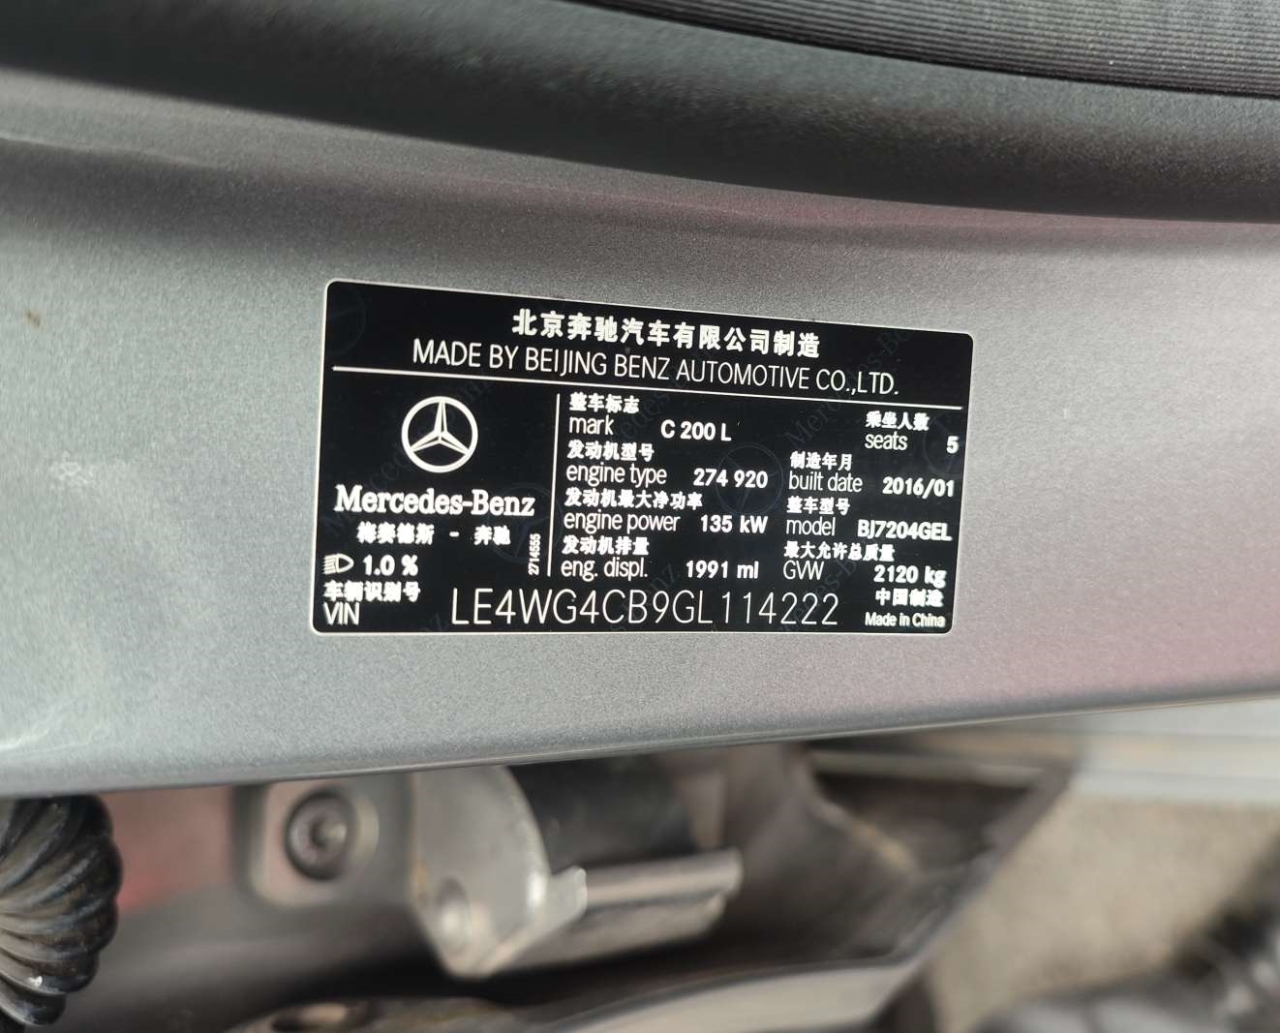 北京奔驰汽车有限公司制造
MADE BY BEIJING BENZ AUTOMOTIVE CO.,LTD.
Mercedes-Benz
梅赛德斯 - 奔驰
1.0 %
2714555
整车标志
mark C 200 L
乘坐人数
seats 5
发动机型号
engine type 274 920
制造年月
built date 2016/01
发动机最大净功率
engine power 135 kW
整车型号
model BJ7204GEL
发动机排量
eng. displ. 1991 ml
最大允许总质量
GVW 2120 kg
车辆识别号
VIN LE4WG4CB9GL114222
中国制造
Made in China